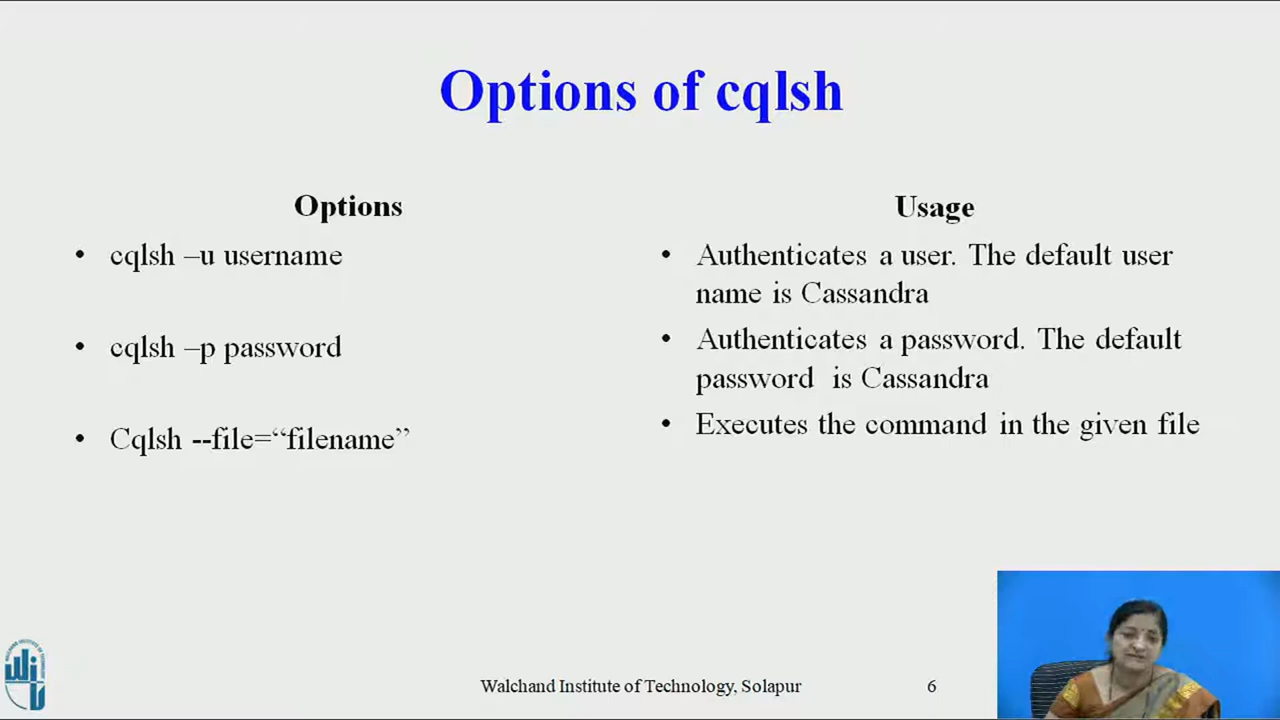 Options of cqlsh
Options
• cqlsh –u username
• cqlsh –p password
• Cqlsh --file=“filename”
Usage
• Authenticates a user. The default user
name is Cassandra
• Authenticates a password. The default
password is Cassandra
• Executes the command in the given file
Walchand Institute of Technology, Solapur
6